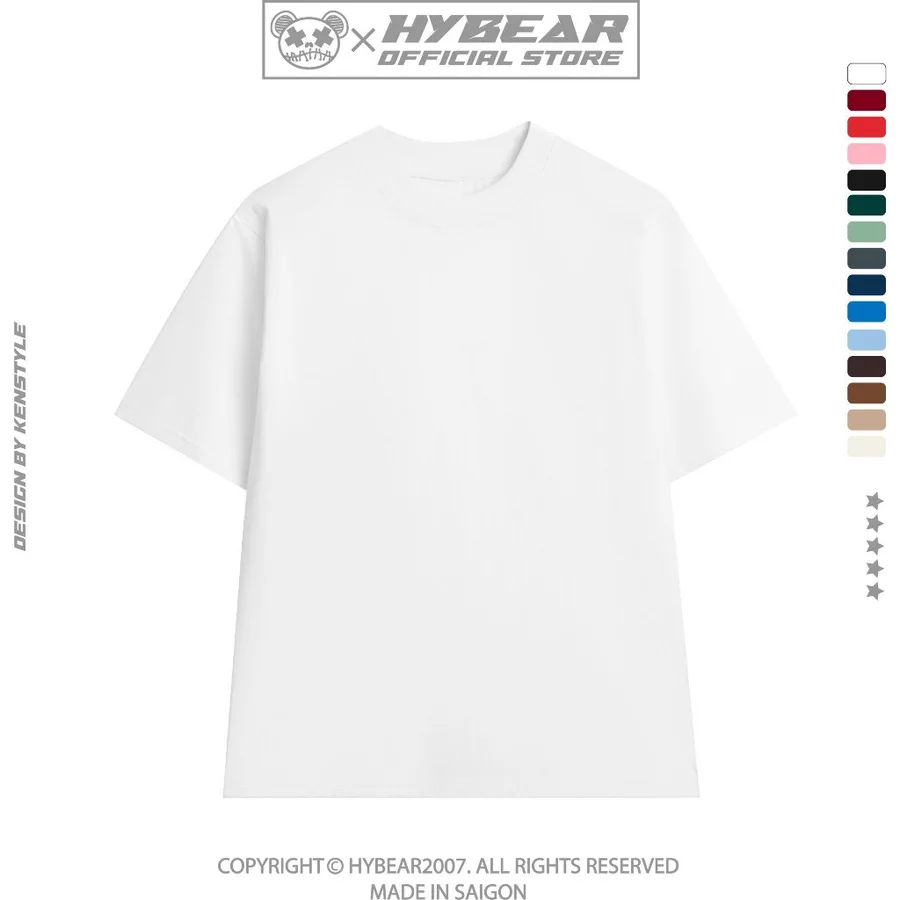 HYBEAR
OFFICIAL STORE
DESIGN BY KENSTYLE
COPYRIGHT © HYBEAR2007. ALL RIGHTS RESERVED
MADE IN SAIGON